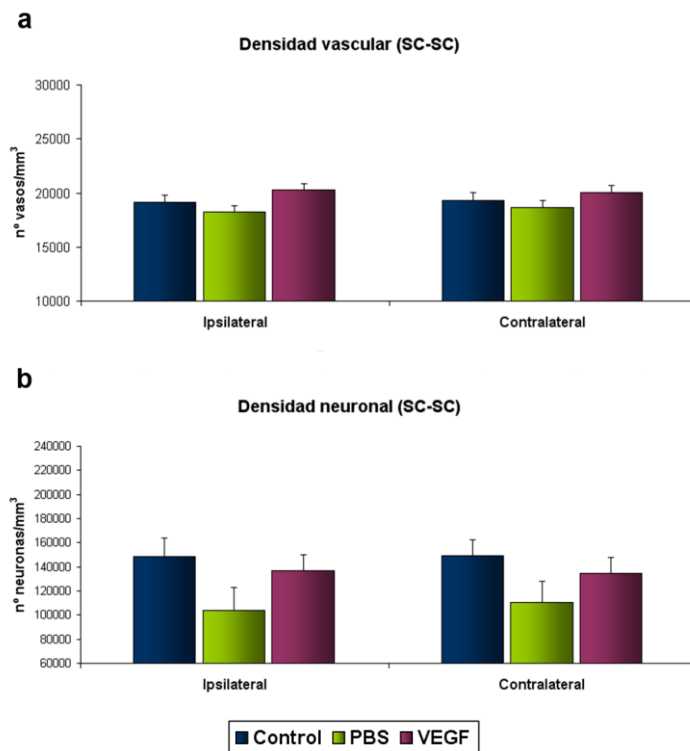 a
Densidad vascular (SC-SC)
30000
25000
20000
15000
10000
nº vasos/mm³
Ipsilateral
Contralateral
b
Densidad neuronal (SC-SC)
240000
220000
200000
180000
160000
140000
120000
100000
80000
60000
nº neuronas/mm³
Ipsilateral
Contralateral
Control
PBS
VEGF